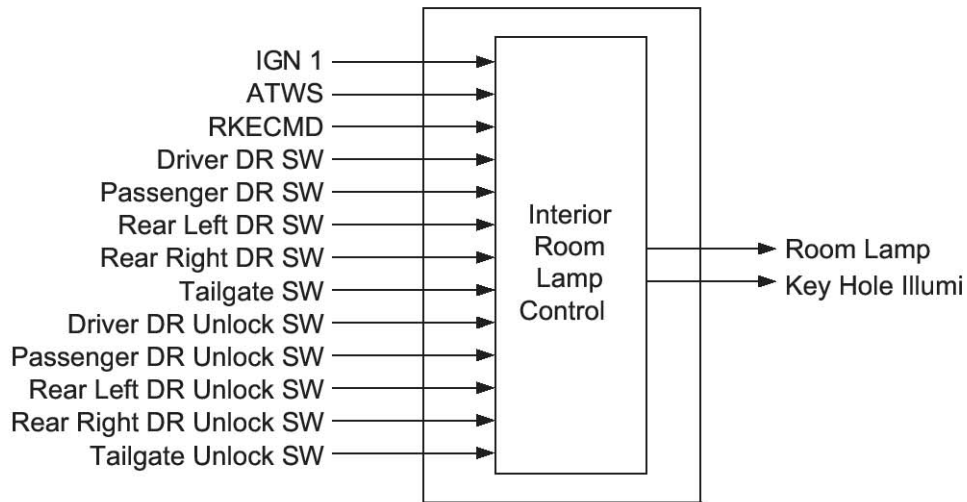 IGN 1
ATWS
RKECMD
Driver DR SW
Passenger DR SW
Rear Left DR SW
Rear Right DR SW
Tailgate SW
Driver DR Unlock SW
Passenger DR Unlock SW
Rear Left DR Unlock SW
Rear Right DR Unlock SW
Tailgate Unlock SW
Interior
Room
Lamp
Control
Room Lamp
Key Hole Illumi